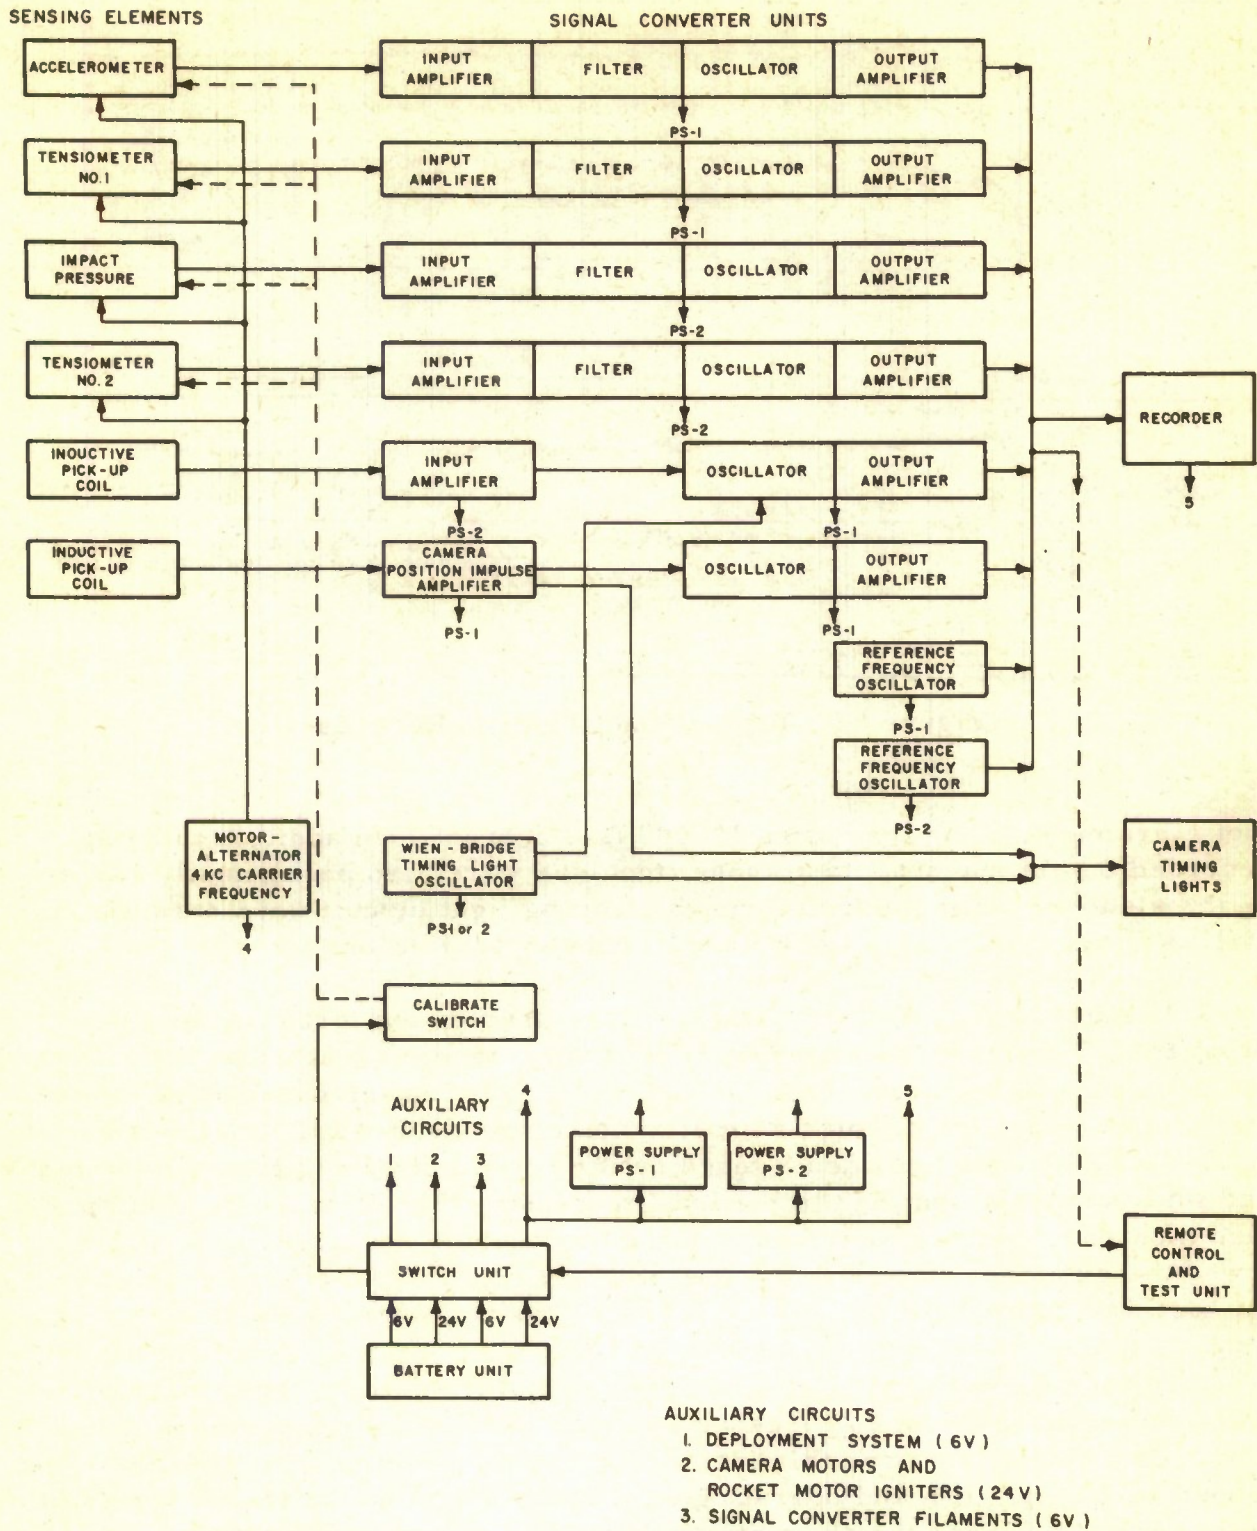 SENSING ELEMENTS
SIGNAL CONVERTER UNITS
ACCELEROMETER
INPUT
AMPLIFIER
FILTER
OSCILLATOR
OUTPUT
AMPLIFIER
PS-1
TENSIOMETER
NO.1
INPUT
AMPLIFIER
FILTER
OSCILLATOR
OUTPUT
AMPLIFIER
PS-1
IMPACT
PRESSURE
INPUT
AMPLIFIER
FILTER
OSCILLATOR
OUTPUT
AMPLIFIER
PS-2
TENSIOMETER
NO.2
INPUT
AMPLIFIER
FILTER
OSCILLATOR
OUTPUT
AMPLIFIER
PS-2
RECORDER
5
INDUCTIVE
PICK-UP
COIL
INPUT
AMPLIFIER
OSCILLATOR
OUTPUT
AMPLIFIER
PS-2
PS-1
INDUCTIVE
PICK-UP
COIL
CAMERA
POSITION IMPULSE
AMPLIFIER
OSCILLATOR
OUTPUT
AMPLIFIER
PS-1
PS-1
REFERENCE
FREQUENCY
OSCILLATOR
PS-1
REFERENCE
FREQUENCY
OSCILLATOR
PS-2
MOTOR-
ALTERNATOR
4 KC CARRIER
FREQUENCY
4
WIEN-BRIDGE
TIMING LIGHT
OSCILLATOR
PS-1 or 2
CAMERA
TIMING
LIGHTS
CALIBRATE
SWITCH
AUXILIARY
CIRCUITS
1
2
3
4
5
POWER SUPPLY
PS-1
POWER SUPPLY
PS-2
SWITCH UNIT
REMOTE
CONTROL
AND
TEST UNIT
6V 24V 6V 24V
BATTERY UNIT
AUXILIARY CIRCUITS
1. DEPLOYMENT SYSTEM (6V)
2. CAMERA MOTORS AND
ROCKET MOTOR IGNITERS (24V)
3. SIGNAL CONVERTER FILAMENTS (6V)